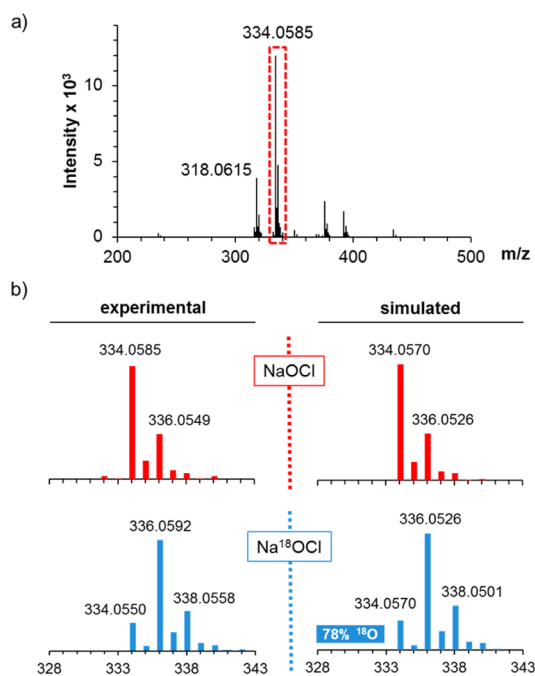 a)
334.0585
Intensity x 10³
10
5
0
318.0615
200 300 400 500 m/z
b)
experimental simulated
334.0585 334.0570
NaOCl
336.0549 336.0526
336.0592 336.0526
Na¹⁸OCl
334.0550 338.0558 334.0570 338.0501
78% ¹⁸O
328 333 338 343 328 333 338 343